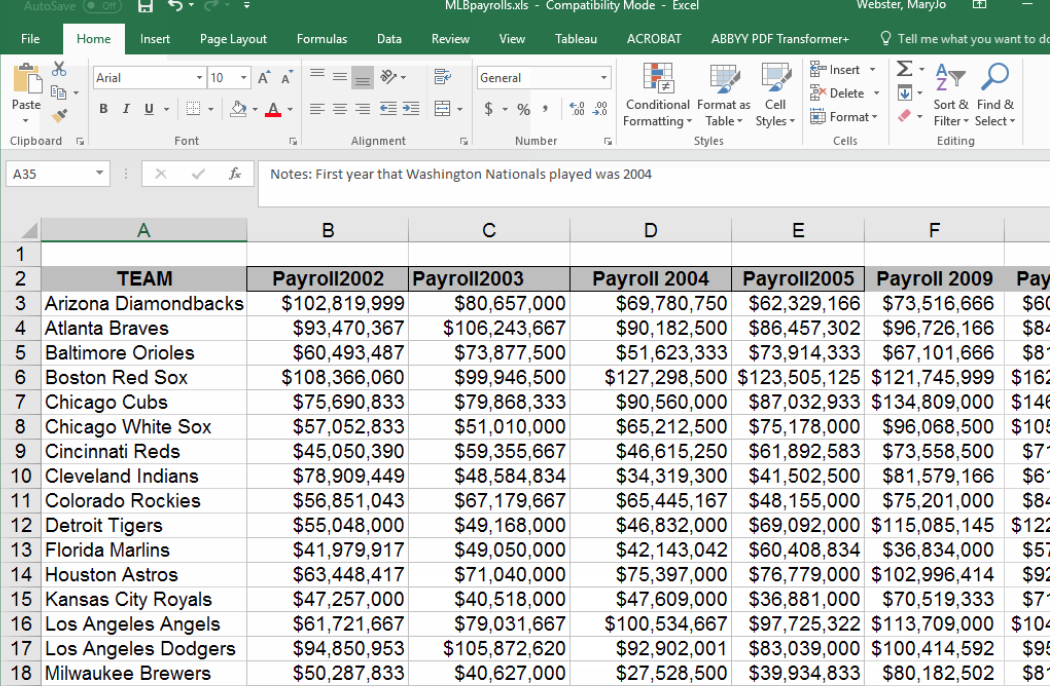 AutoSave Off MLBpayrolls.xls - Compatibility Mode - Excel Webster, MaryJo
File Home Insert Page Layout Formulas Data Review View Tableau ACROBAT ABBYY PDF Transformer+ Tell me what you want to do
Paste Arial 10 A A General Conditional Formatting Format as Table Cell Styles Insert Delete Format Sort & Filter Find & Select
B I U A $ % ,
Clipboard Font Alignment Number Styles Cells Editing
A35 fx Notes: First year that Washington Nationals played was 2004
A B C D E F
1
2 TEAM Payroll2002 Payroll2003 Payroll 2004 Payroll2005 Payroll 2009 Pay
3 Arizona Diamondbacks $102,819,999 $80,657,000 $69,780,750 $62,329,166 $73,516,666 $60
4 Atlanta Braves $93,470,367 $106,243,667 $90,182,500 $86,457,302 $96,726,166 $84
5 Baltimore Orioles $60,493,487 $73,877,500 $51,623,333 $73,914,333 $67,101,666 $81
6 Boston Red Sox $108,366,060 $99,946,500 $127,298,500 $123,505,125 $121,745,999 $162
7 Chicago Cubs $75,690,833 $79,868,333 $90,560,000 $87,032,933 $134,809,000 $146
8 Chicago White Sox $57,052,833 $51,010,000 $65,212,500 $75,178,000 $96,068,500 $105
9 Cincinnati Reds $45,050,390 $59,355,667 $46,615,250 $61,892,583 $73,558,500 $71
10 Cleveland Indians $78,909,449 $48,584,834 $34,319,300 $41,502,500 $81,579,166 $61
11 Colorado Rockies $56,851,043 $67,179,667 $65,445,167 $48,155,000 $75,201,000 $84
12 Detroit Tigers $55,048,000 $49,168,000 $46,832,000 $69,092,000 $115,085,145 $122
13 Florida Marlins $41,979,917 $49,050,000 $42,143,042 $60,408,834 $36,834,000 $57
14 Houston Astros $63,448,417 $71,040,000 $75,397,000 $76,779,000 $102,996,414 $92
15 Kansas City Royals $47,257,000 $40,518,000 $47,609,000 $36,881,000 $70,519,333 $71
16 Los Angeles Angels $61,721,667 $79,031,667 $100,534,667 $97,725,322 $113,709,000 $104
17 Los Angeles Dodgers $94,850,953 $105,872,620 $92,902,001 $83,039,000 $100,414,592 $95
18 Milwaukee Brewers $50,287,833 $40,627,000 $27,528,500 $39,934,833 $80,182,502 $81